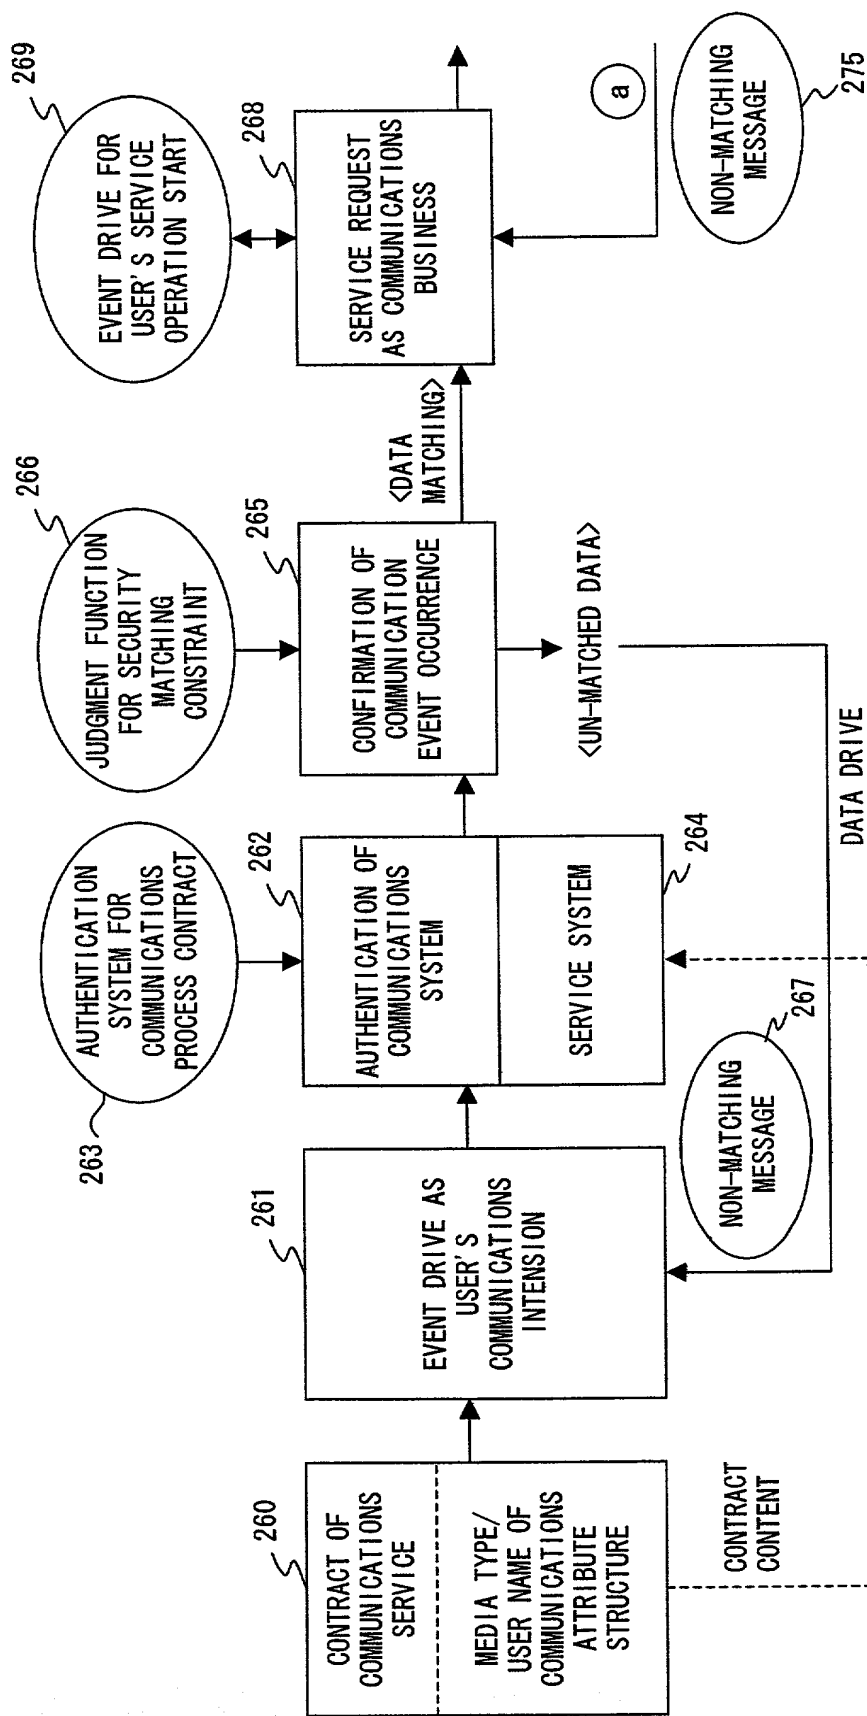 260
CONTRACT OF
COMMUNICATIONS
SERVICE
MEDIA TYPE/
USER NAME OF
COMMUNICATIONS
ATTRIBUTE
STRUCTURE
CONTRACT
CONTENT
261
EVENT DRIVE AS
USER'S
COMMUNICATIONS
INTENSION
263
AUTHENTICATION
SYSTEM FOR
COMMUNICATIONS
PROCESS CONTRACT
262
AUTHENTICATION OF
COMMUNICATIONS
SYSTEM
SERVICE SYSTEM
264
NON-MATCHING
MESSAGE
267
266
JUDGMENT FUNCTION
FOR SECURITY
MATCHING
CONSTRAINT
265
CONFIRMATION OF
COMMUNICATION
EVENT OCCURRENCE
<DATA
MATCHING>
<UN-MATCHED DATA>
DATA DRIVE
269
EVENT DRIVE FOR
USER'S SERVICE
OPERATION START
268
SERVICE REQUEST
AS COMMUNICATIONS
BUSINESS
a
NON-MATCHING
MESSAGE
275